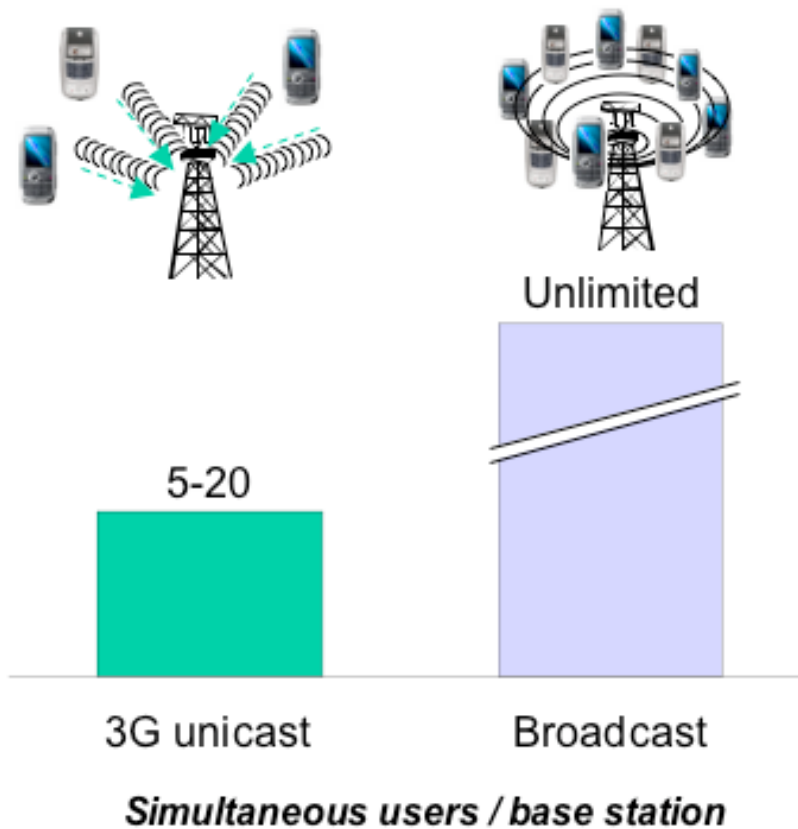 Unlimited
5-20
3G unicast
Broadcast
Simultaneous users / base station